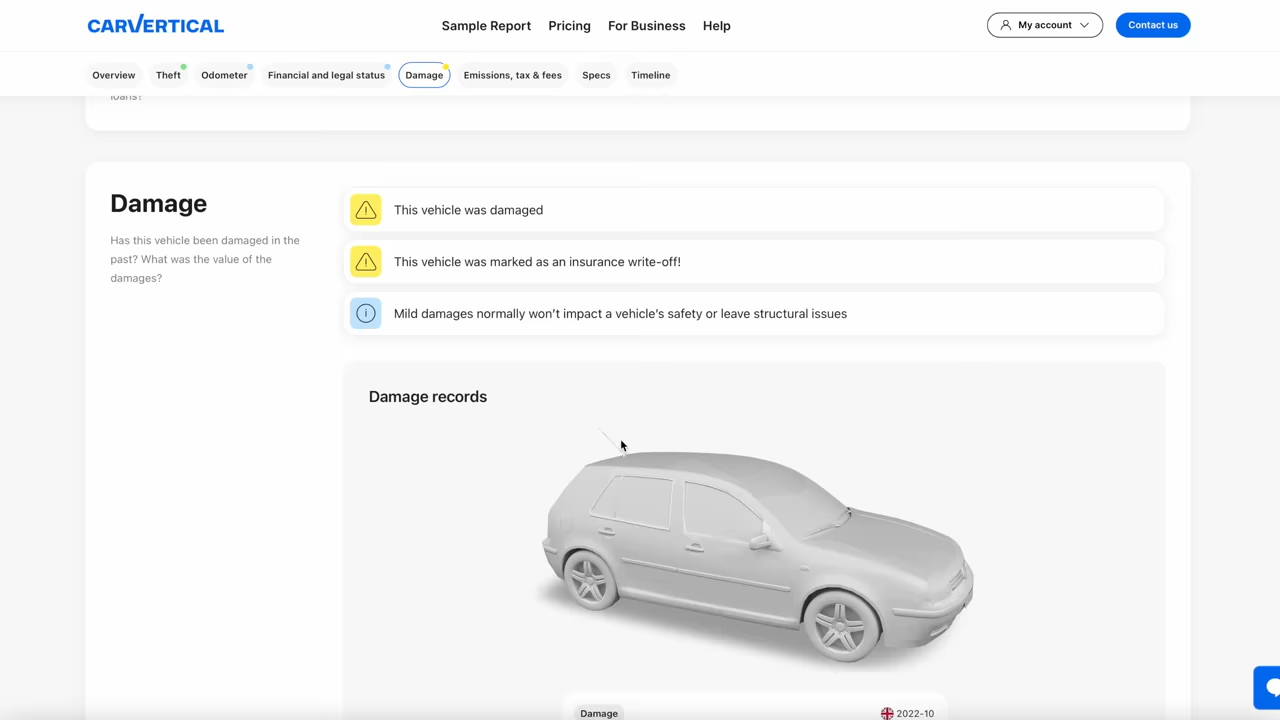 CARVERTICAL
Sample Report
Pricing
For Business
Help
My account
Contact us
Overview
Theft
Odometer
Financial and legal status
Damage
Emissions, tax & fees
Specs
Timeline
loans?
Damage
Has this vehicle been damaged in the
past? What was the value of the
damages?
This vehicle was damaged
This vehicle was marked as an insurance write-off!
Mild damages normally won't impact a vehicle's safety or leave structural issues
Damage records
Damage
2022-10